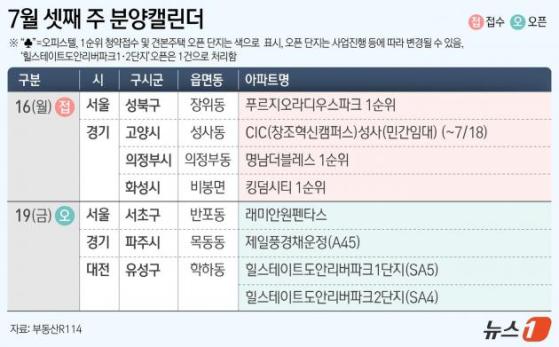 7월 셋째 주 분양캘린더
접 접수 오 오픈
※ “♣”=오피스텔, 1순위 청약접수 및 견본주택 오픈 단지는 색으로 표시, 오픈 단지는 사업진행 등에 따라 변경될 수 있음,
‘힐스테이트도안리버파크1·2단지’ 오픈은 1건으로 처리함
구분 시 구시군 읍면동 아파트명
16(월) 접 서울 성북구 장위동 푸르지오라디우스파크 1순위
경기 고양시 성사동 CIC(창조혁신캠퍼스)성사(민간임대) (~7/18)
의정부시 의정부동 명남더블레스 1순위
화성시 비봉면 킹덤시티 1순위
19(금) 오 서울 서초구 반포동 래미안원펜타스
경기 파주시 목동동 제일풍경채운정(A45)
대전 유성구 학하동 힐스테이트도안리버파크1단지(SA5)
힐스테이트도안리버파크2단지(SA4)
자료: 부동산R114
뉴스1